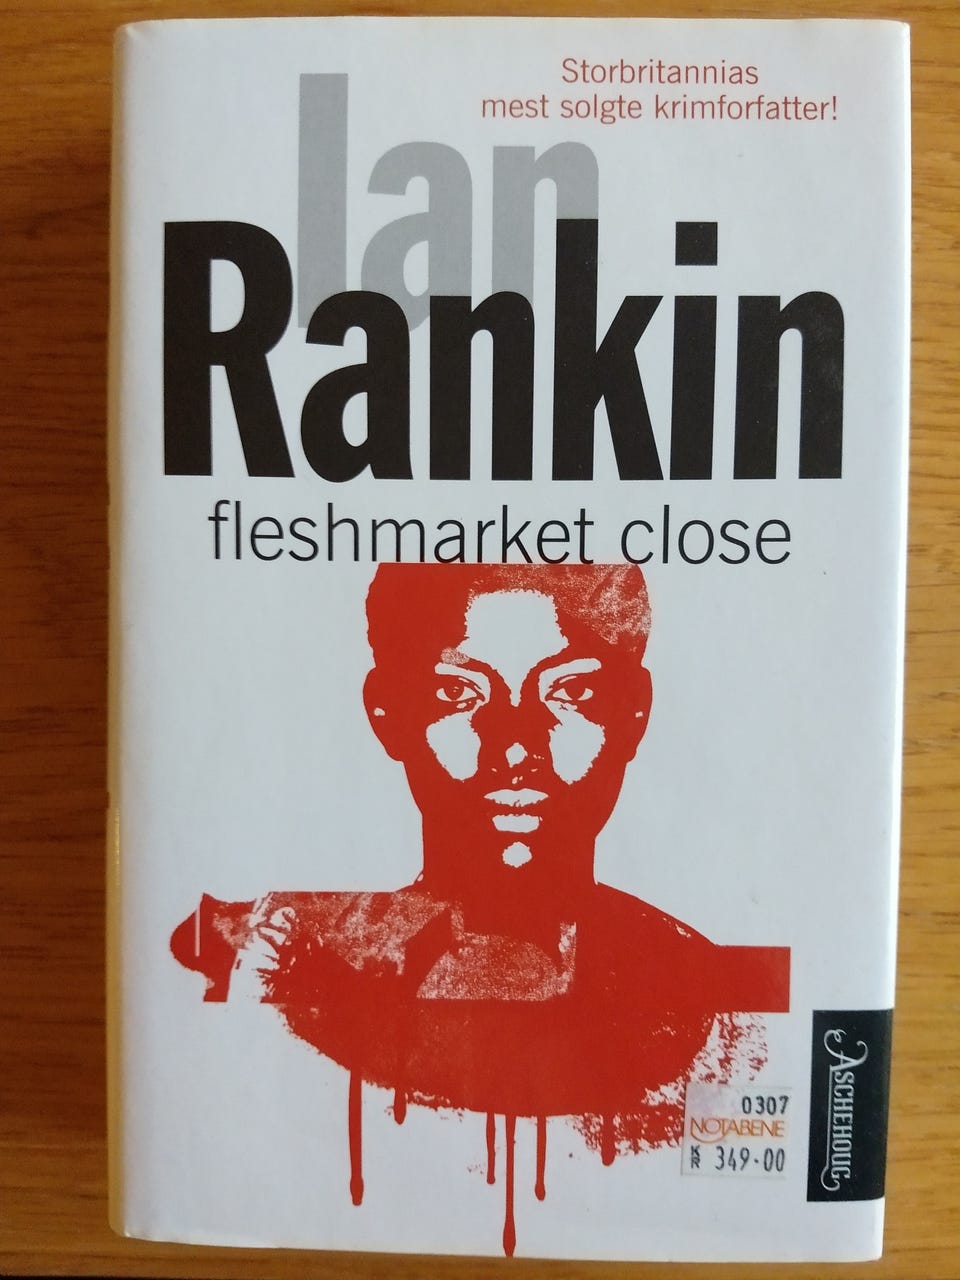 Storbritannias
mest solgte krimforfatter!
Ian
Rankin
fleshmarket close
0307
NOTABENE
KR 349-00
ASCHEHOUG